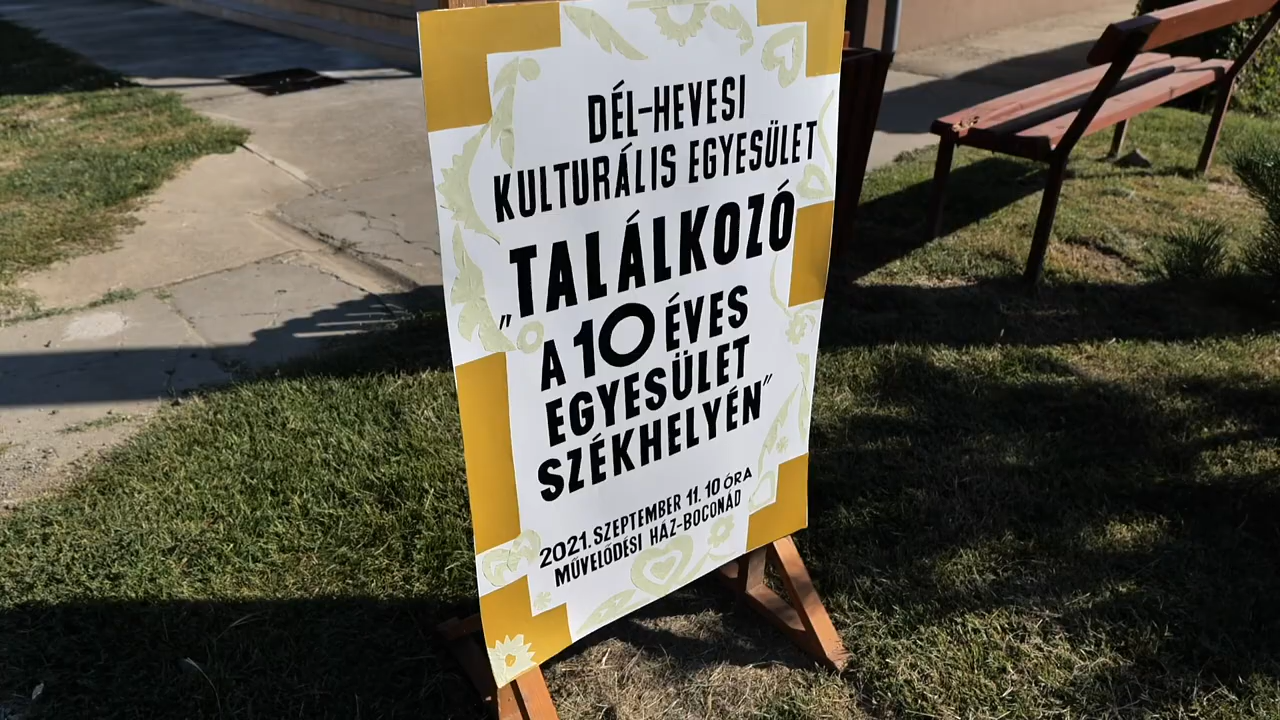 DÉL-HEVESI
KULTURÁLIS EGYESÜLET
„TALÁLKOZÓ
A 10 ÉVES
EGYESÜLET
SZÉKHELYÉN”
2021. SZEPTEMBER 11. 10 ÓRA
MŰVELŐDÉSI HÁZ-BOCONÁD